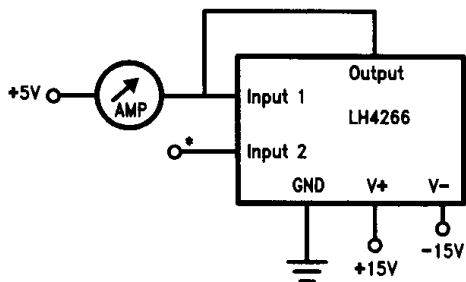 Output
+5V
AMP
Input 1
LH4266
*
Input 2
GND V+ V-
-15V
+15V